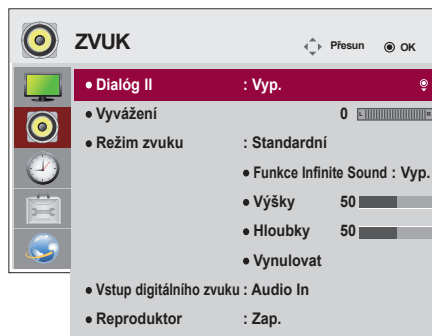 ZVUK
Přesun OK
Dialóg II : Vyp.
Vyvážení 0 L R
Režim zvuku : Standardní
Funkce Infinite Sound : Vyp.
Výšky 50
Hloubky 50
Vynulovat
Vstup digitálního zvuku : Audio In
Reproduktor : Zap.